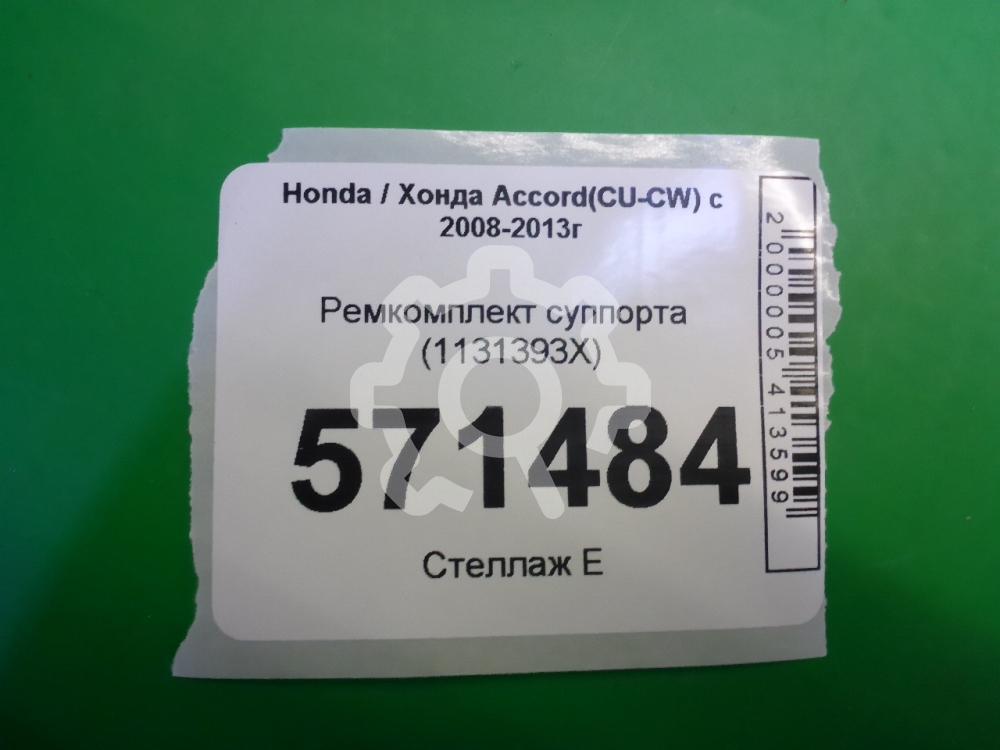 Honda / Хонда Accord(CU-CW) с
2008-2013г
Ремкомплект суппорта
(1131393X)
571484
Стеллаж Е
2000005413599